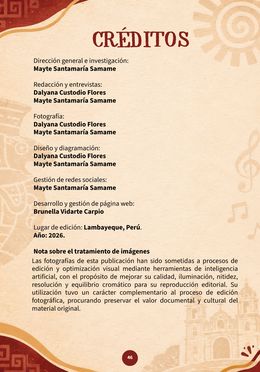 CRÉDITOS
Dirección general e investigación:
Mayte Santamaría Samame
Redacción y entrevistas:
Dalyana Custodio Flores
Mayte Santamaría Samame
Fotografía:
Dalyana Custodio Flores
Mayte Santamaría Samame
Diseño y diagramación:
Dalyana Custodio Flores
Mayte Santamaría Samame
Gestión de redes sociales:
Mayte Santamaría Samame
Desarrollo y gestión de página web:
Brunella Vidarte Carpio
Lugar de edición: Lambayeque, Perú.
Año: 2026.
Nota sobre el tratamiento de imágenes
Las fotografías de esta publicación han sido sometidas a procesos de
edición y optimización visual mediante herramientas de inteligencia
artificial, con el propósito de mejorar su calidad, iluminación, nitidez,
resolución y equilibrio cromático para su reproducción editorial. Su
utilización tuvo un carácter complementario al proceso de edición
fotográfica, procurando preservar el valor documental y cultural del
material original.
46